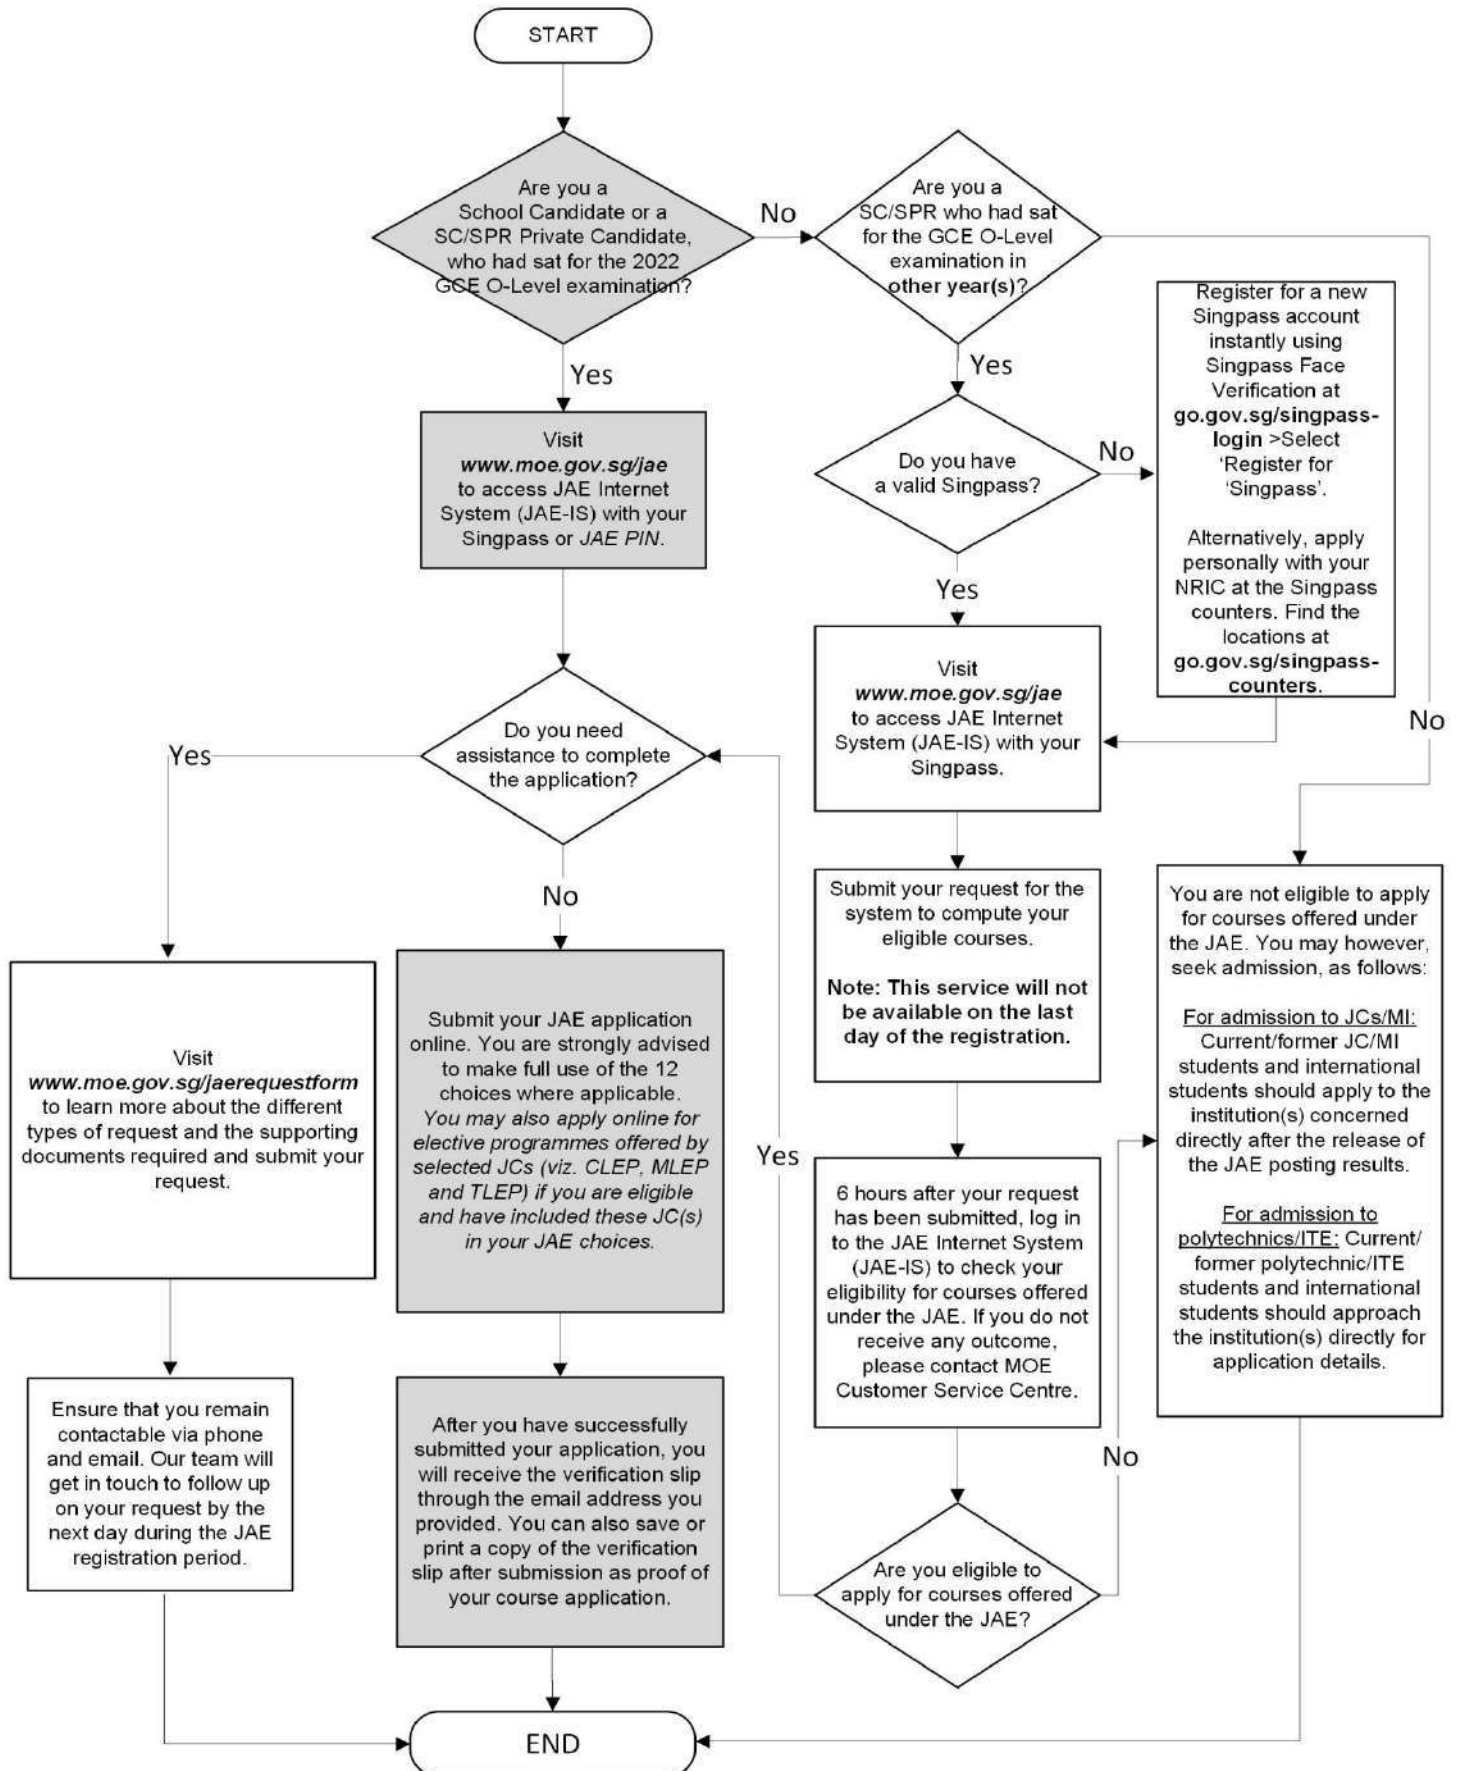 START
Are you a
School Candidate or a
SC/SPR Private Candidate,
who had sat for the 2022
GCE O-Level examination?
No
Are you a
SC/SPR who had sat
for the GCE O-Level
examination in
other year(s)?
Yes
Yes
Register for a new
Singpass account
instantly using
Singpass Face
Verification at
go.gov.sg/singpass-
login >Select
‘Register for
‘Singpass’.
Alternatively, apply
personally with your
NRIC at the Singpass
counters. Find the
locations at
go.gov.sg/singpass-
counters.
Visit
www.moe.gov.sg/jae
to access JAE Internet
System (JAE-IS) with your
Singpass or JAE PIN.
Do you have
a valid Singpass?
No
Yes
Visit
www.moe.gov.sg/jae
to access JAE Internet
System (JAE-IS) with your
Singpass.
No
Do you need
assistance to complete
the application?
Yes
No
Submit your request for the
system to compute your
eligible courses.
Note: This service will not
be available on the last
day of the registration.
You are not eligible to apply
for courses offered under
the JAE. You may however,
seek admission, as follows:
For admission to JCs/MI:
Current/former JC/MI
students and international
students should apply to the
institution(s) concerned
directly after the release of
the JAE posting results.
For admission to
polytechnics/ITE: Current/
former polytechnic/ITE
students and international
students should approach
the institution(s) directly for
application details.
Visit
www.moe.gov.sg/jaerequestform
to learn more about the different
types of request and the supporting
documents required and submit your
request.
Submit your JAE application
online. You are strongly advised
to make full use of the 12
choices where applicable.
You may also apply online for
elective programmes offered by
selected JCs (viz. CLEP, MLEP
and TLEP) if you are eligible
and have included these JC(s)
in your JAE choices.
Yes
6 hours after your request
has been submitted, log in
to the JAE Internet System
(JAE-IS) to check your
eligibility for courses offered
under the JAE. If you do not
receive any outcome,
please contact MOE
Customer Service Centre.
Ensure that you remain
contactable via phone
and email. Our team will
get in touch to follow up
on your request by the
next day during the JAE
registration period.
After you have successfully
submitted your application, you
will receive the verification slip
through the email address you
provided. You can also save or
print a copy of the verification
slip after submission as proof of
your course application.
No
Are you eligible to
apply for courses offered
under the JAE?
END